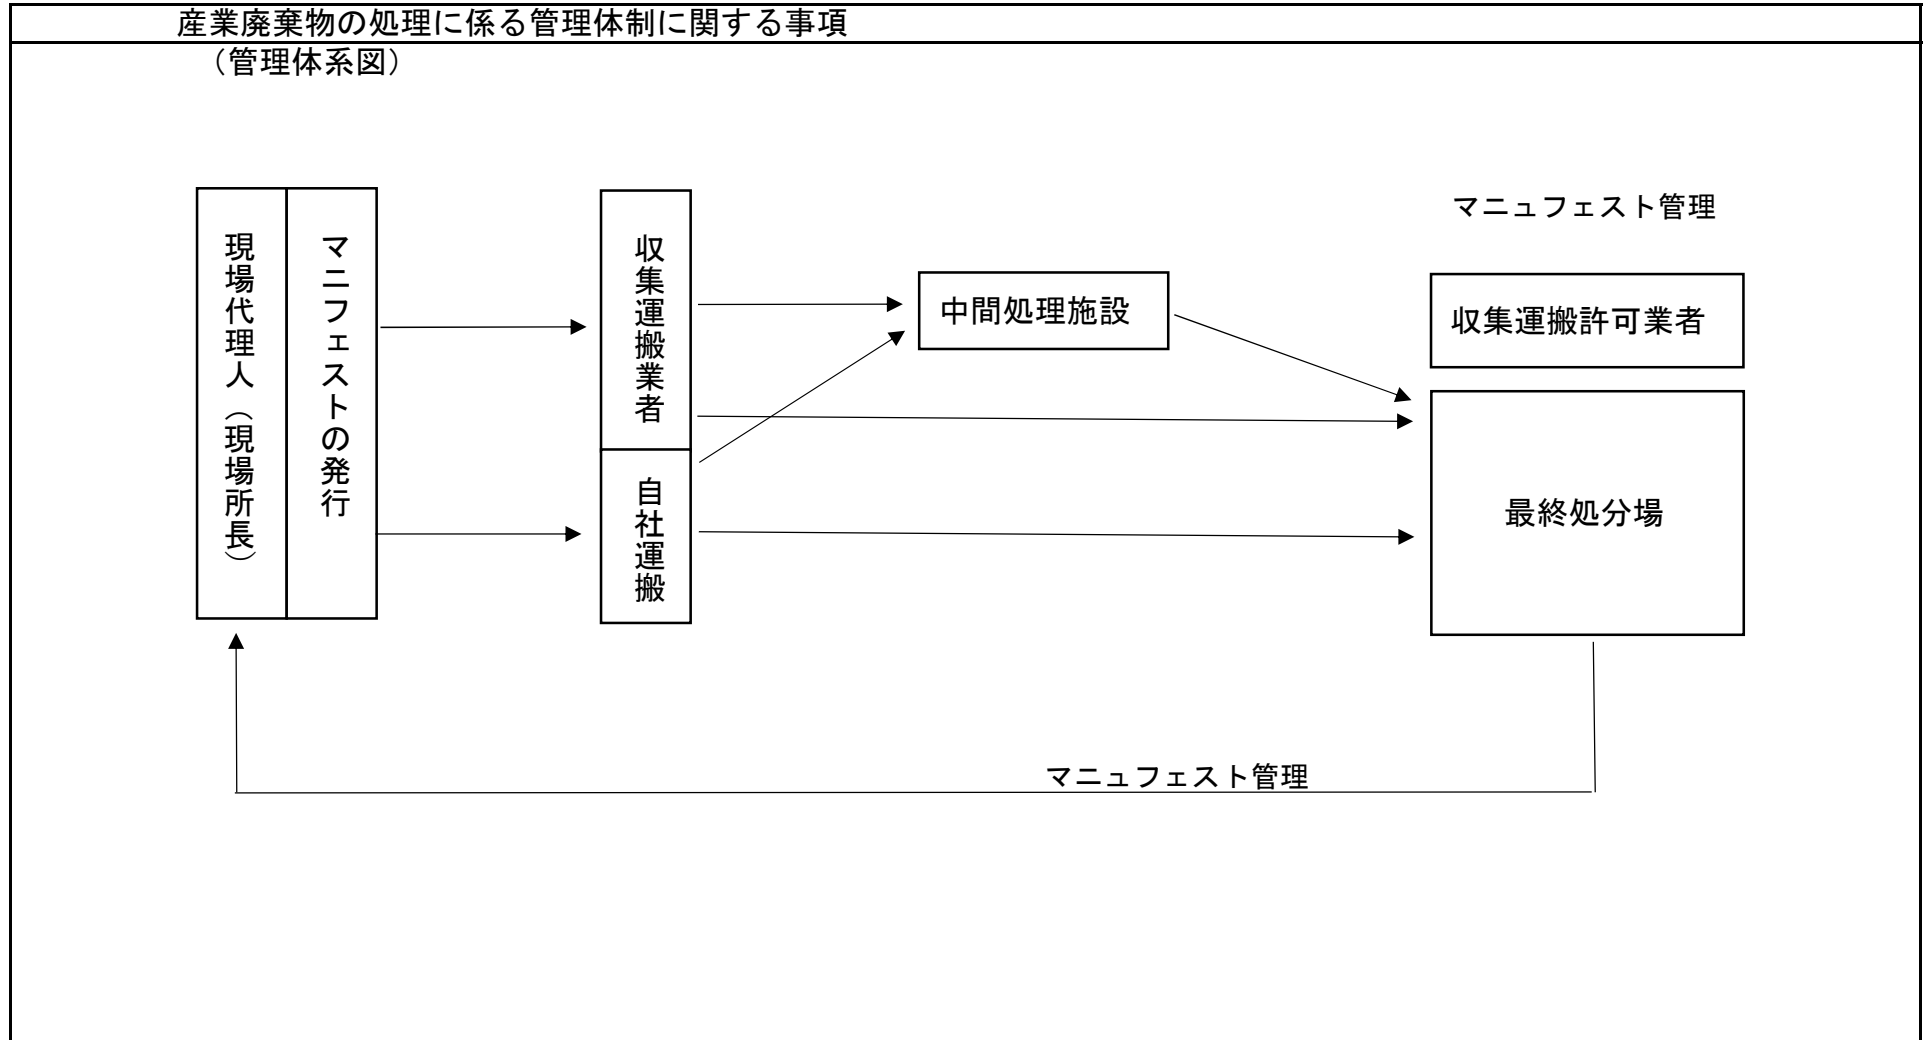 産業廃棄物の処理に係る管理体制に関する事項
（管理体系図）
現場代理人（現場所長）
マニフェストの発行
収集運搬業者
自社運搬
中間処理施設
マニュフェスト管理
収集運搬許可業者
最終処分場
マニュフェスト管理